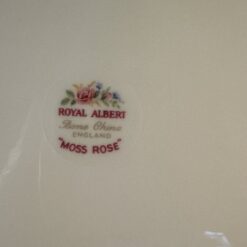 ROYAL ALBERT
Bone China
ENGLAND
"MOSS ROSE"